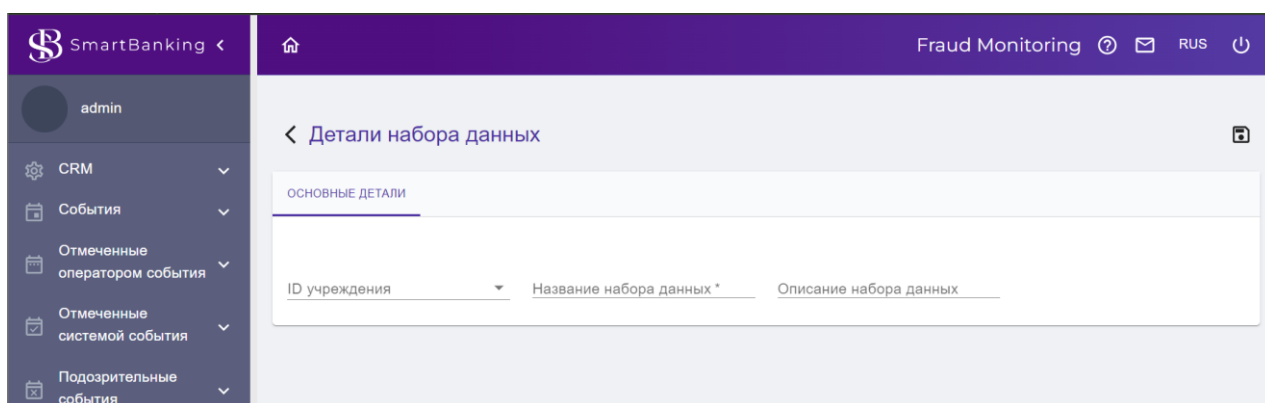 SmartBanking
Fraud Monitoring
RUS
admin
Детали набора данных
CRM
ОСНОВНЫЕ ДЕТАЛИ
События
Отмеченные
оператором события
ID учреждения
Название набора данных *
Описание набора данных
Отмеченные
системой события
Подозрительные
события